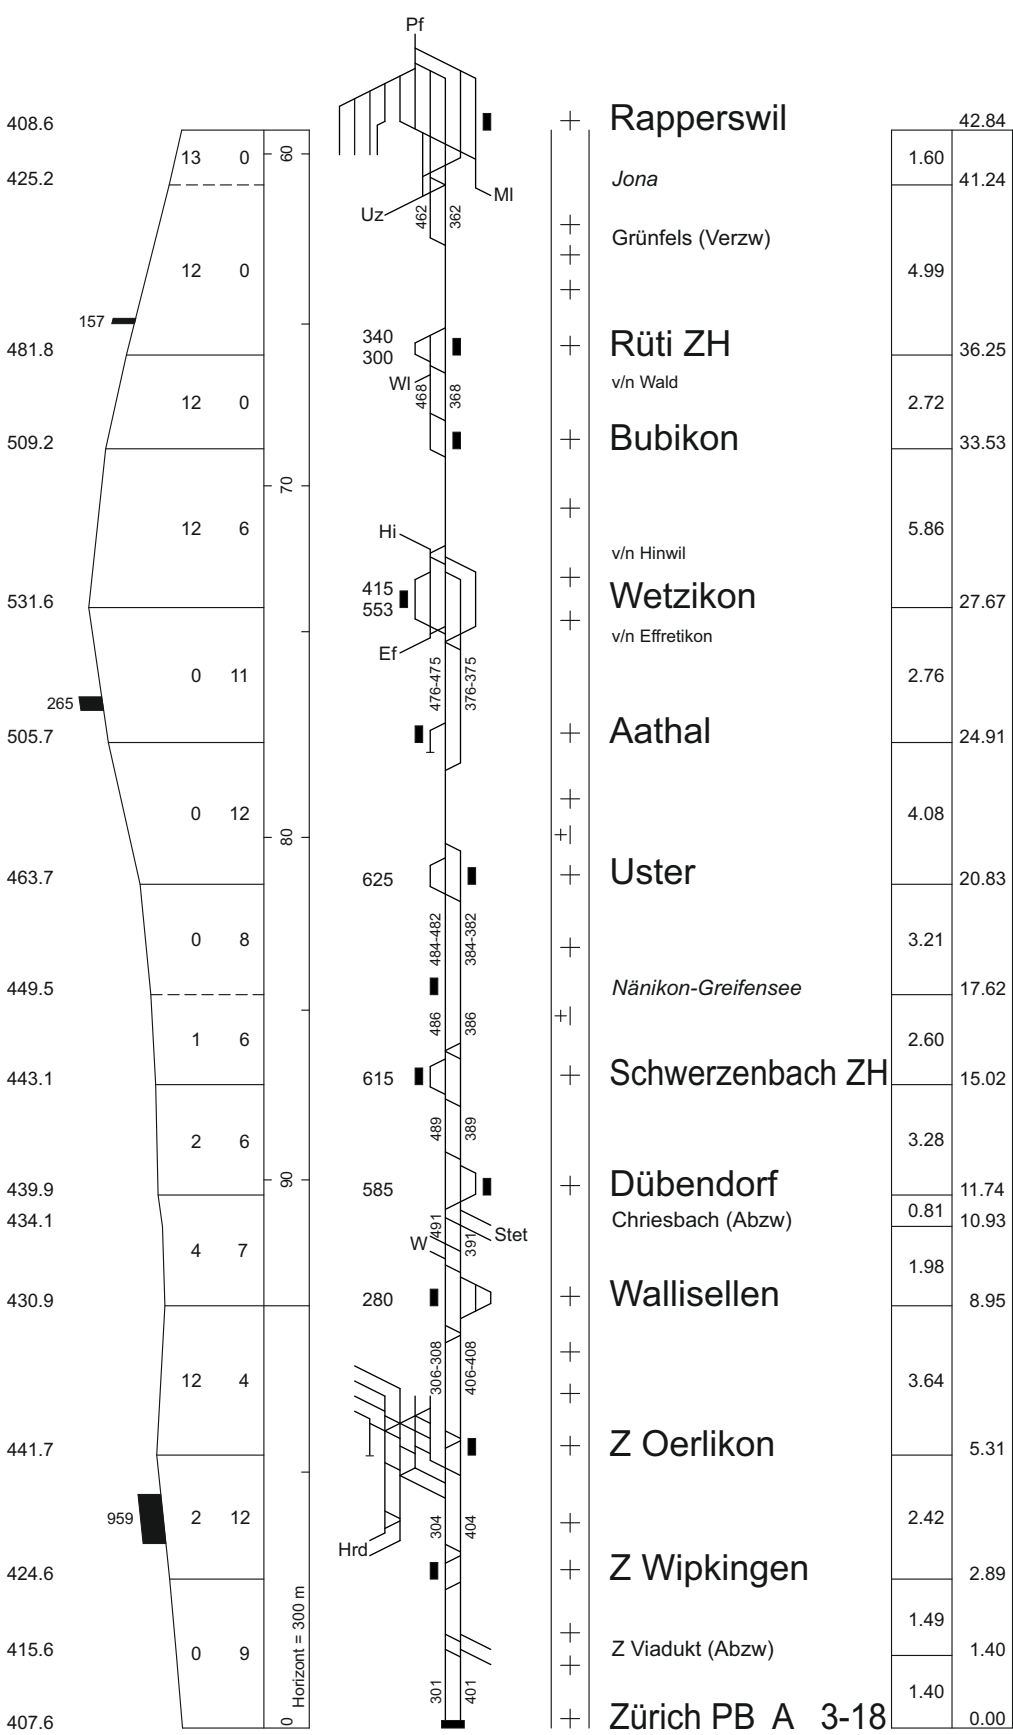 Pf
408.6 Rapperswil 42.84
13 0 60 1.60
425.2 Jona 41.24
Uz 462 362 Ml
Grünfels (Verzw)
12 0 4.99
157
481.8 340 Rüti ZH 36.25
300
Wl 468 368 v/n Wald
12 0 2.72
509.2 Bubikon 33.53
70
12 6 5.86
Hi
v/n Hinwil
531.6 415 Wetzikon 27.67
553
v/n Effretikon
Ef
0 11 476-475 376-375 2.76
265
505.7 Aathal 24.91
0 12 80 4.08
463.7 625 Uster 20.83
0 8 484-482 384-382 3.21
449.5 Nänikon-Greifensee 17.62
1 6 486 386 2.60
443.1 615 Schwerzenbach ZH 15.02
2 6 489 389 3.28
90
439.9 585 Dübendorf 11.74
0.81
434.1 491 Chriesbach (Abzw) 10.93
Stet
4 7 W 391 1.98
430.9 280 Wallisellen 8.95
12 4 306-308 406-408 3.64
441.7 Z Oerlikon 5.31
959 2 12 304 404 2.42
Hrd
424.6 Z Wipkingen 2.89
1.49
415.6 0 9 Z Viadukt (Abzw) 1.40
Horizont = 300 m
301 401 1.40
407.6 0 Zürich PB A 3-18 0.00